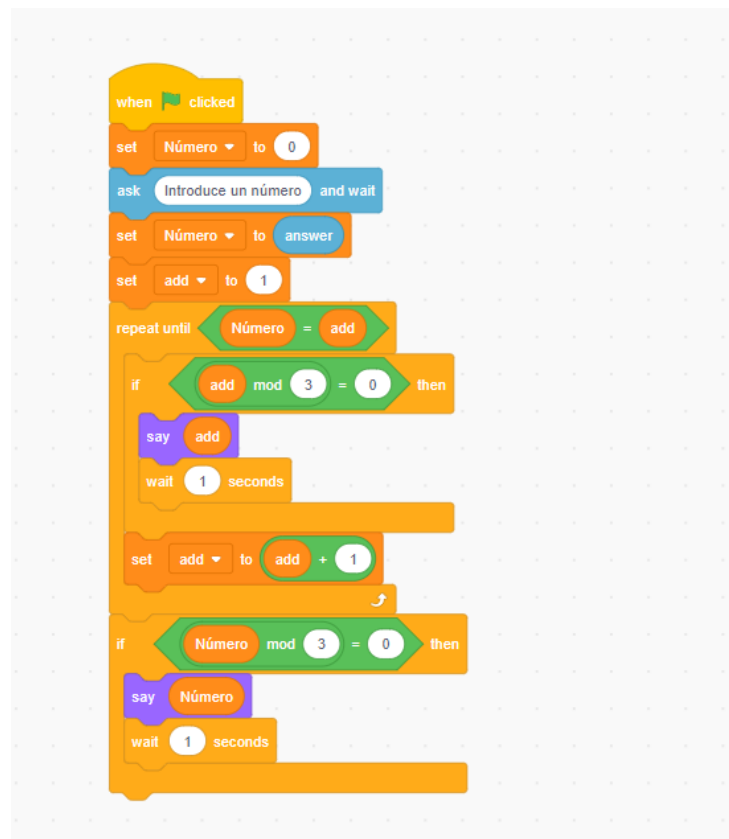 when clicked
set Número to 0
ask Introduce un número and wait
set Número to answer
set add to 1
repeat until Número = add
if add mod 3 = 0 then
say add
wait 1 seconds
set add to add + 1
if Número mod 3 = 0 then
say Número
wait 1 seconds